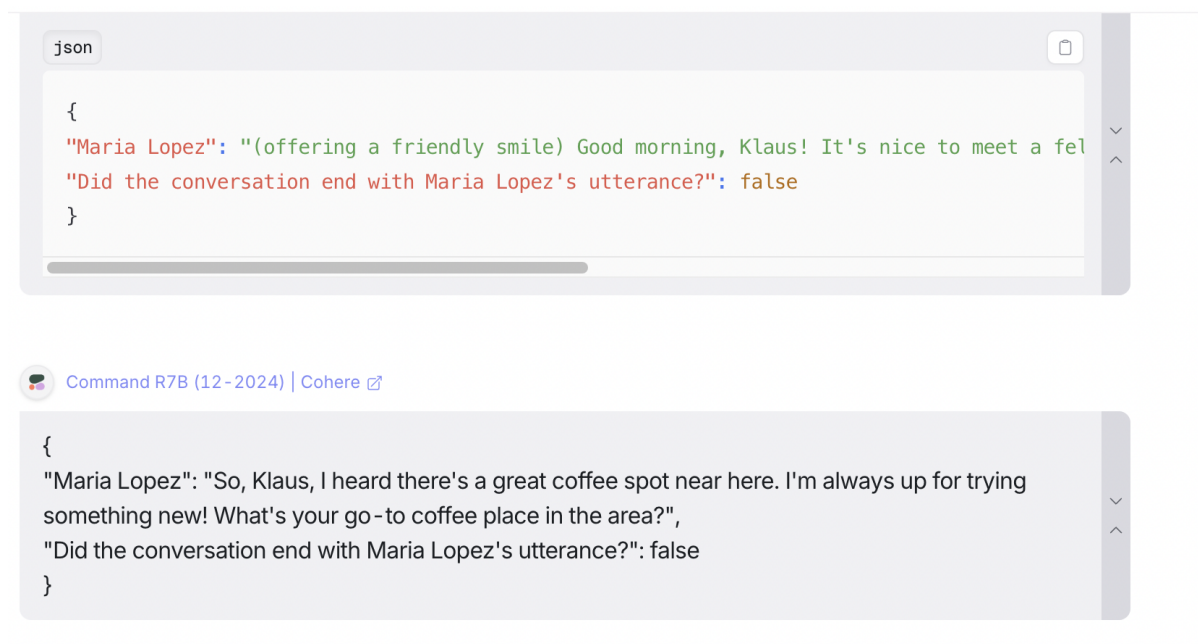 json
{
"Maria Lopez": "(offering a friendly smile) Good morning, Klaus! It's nice to meet a fel
"Did the conversation end with Maria Lopez's utterance?": false
}
Command R7B (12-2024) | Cohere
{
"Maria Lopez": "So, Klaus, I heard there's a great coffee spot near here. I'm always up for trying
something new! What's your go-to coffee place in the area?",
"Did the conversation end with Maria Lopez's utterance?": false
}